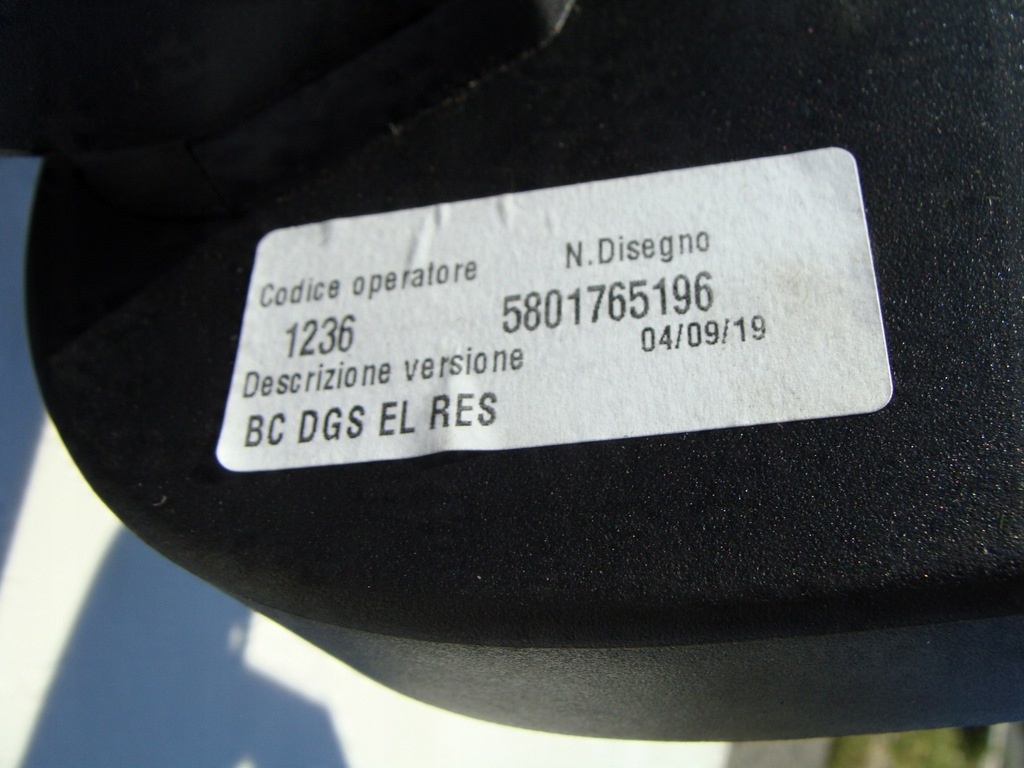 Codice operatore N.Disegno
1236 5801765196
Descrizione versione 04/09/19
BC DGS EL RES